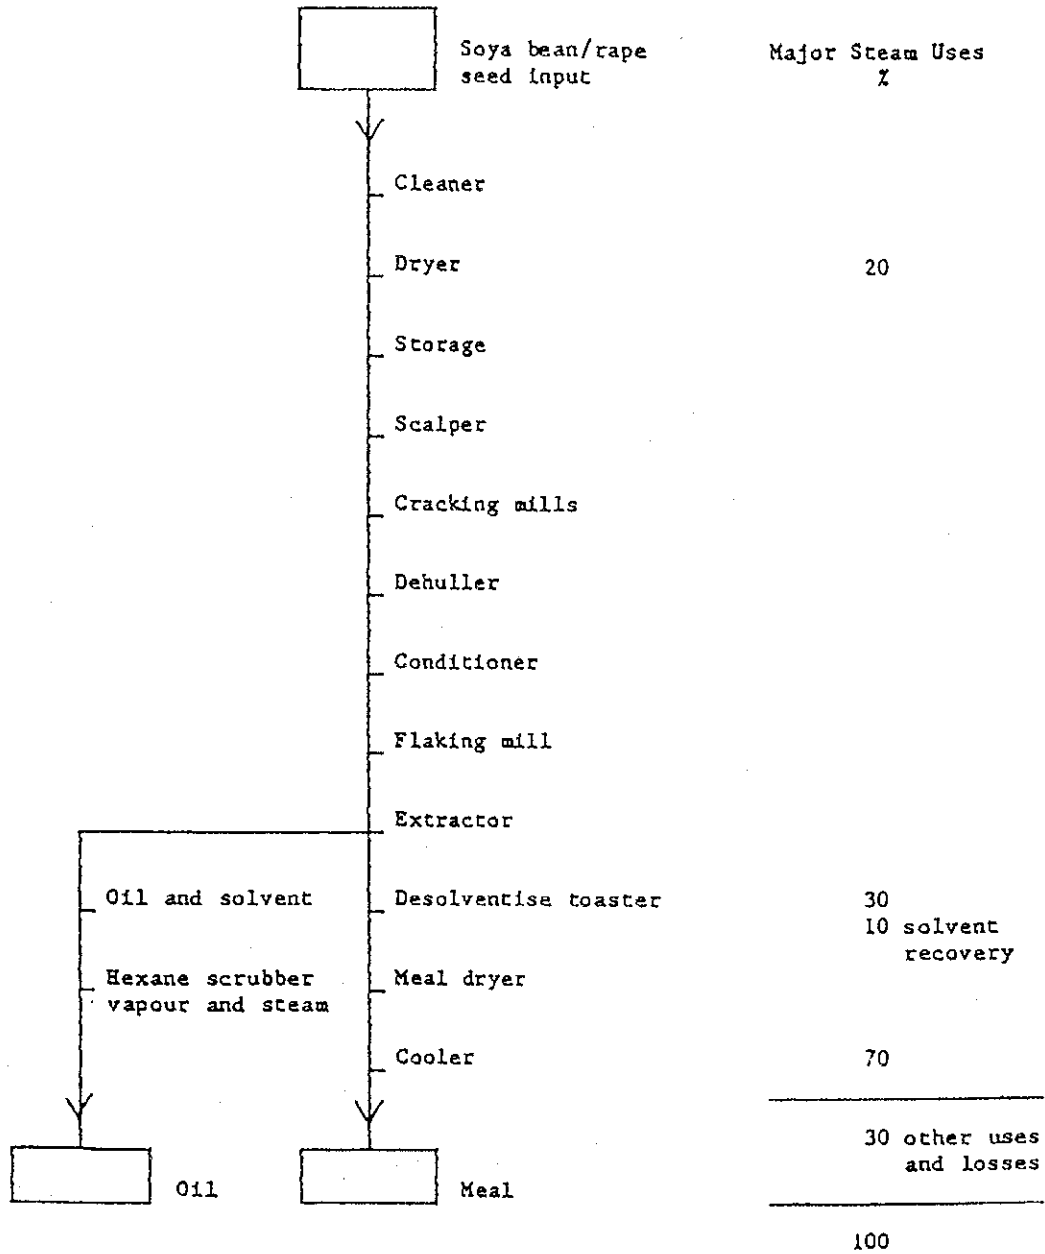 Soya bean/rape
seed input
Major Steam Uses
%
Cleaner
Dryer
20
Storage
Scalper
Cracking mills
Dehuller
Conditioner
Flaking mill
Extractor
Oil and solvent
Desolventise toaster
30
10 solvent
recovery
Hexane scrubber
vapour and steam
Meal dryer
Cooler
70
30 other uses
and losses
Oil
Meal
100